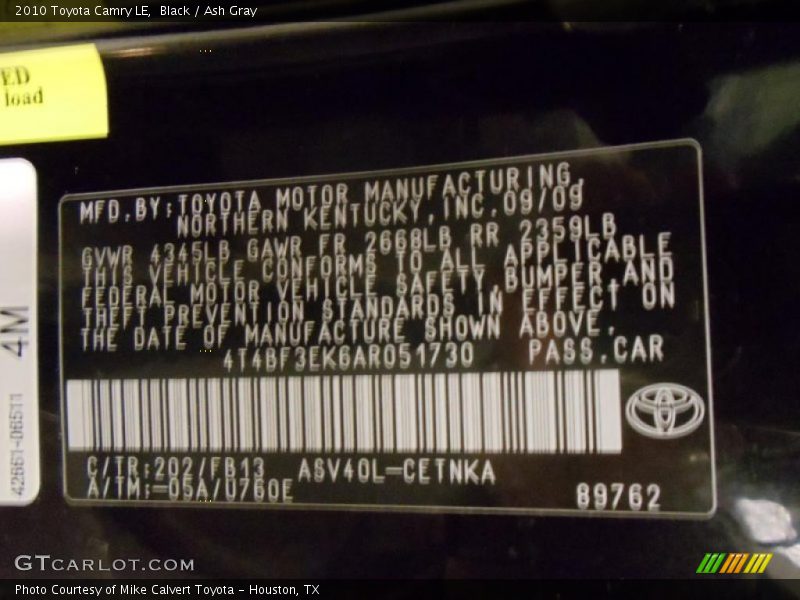 2010 Toyota Camry LE, Black / Ash Gray
ED
load
4M
42661-06511
MFD.BY:TOYOTA MOTOR MANUFACTURING,
NORTHERN KENTUCKY,INC.09/09
GVWR 4345LB GAWR FR 2668LB RR 2359LB
THIS VEHICLE CONFORMS TO ALL APPLICABLE
FEDERAL MOTOR VEHICLE SAFETY,BUMPER,AND
THEFT PREVENTION STANDARDS IN EFFECT ON
THE DATE OF MANUFACTURE SHOWN ABOVE.
4T4BF3EK6AR051730 PASS.CAR
C/TR:202/FB13 ASV40L-CETNKA
A/TM:-05A/U760E
89762
GTCARLOT.COM
Photo Courtesy of Mike Calvert Toyota - Houston, TX